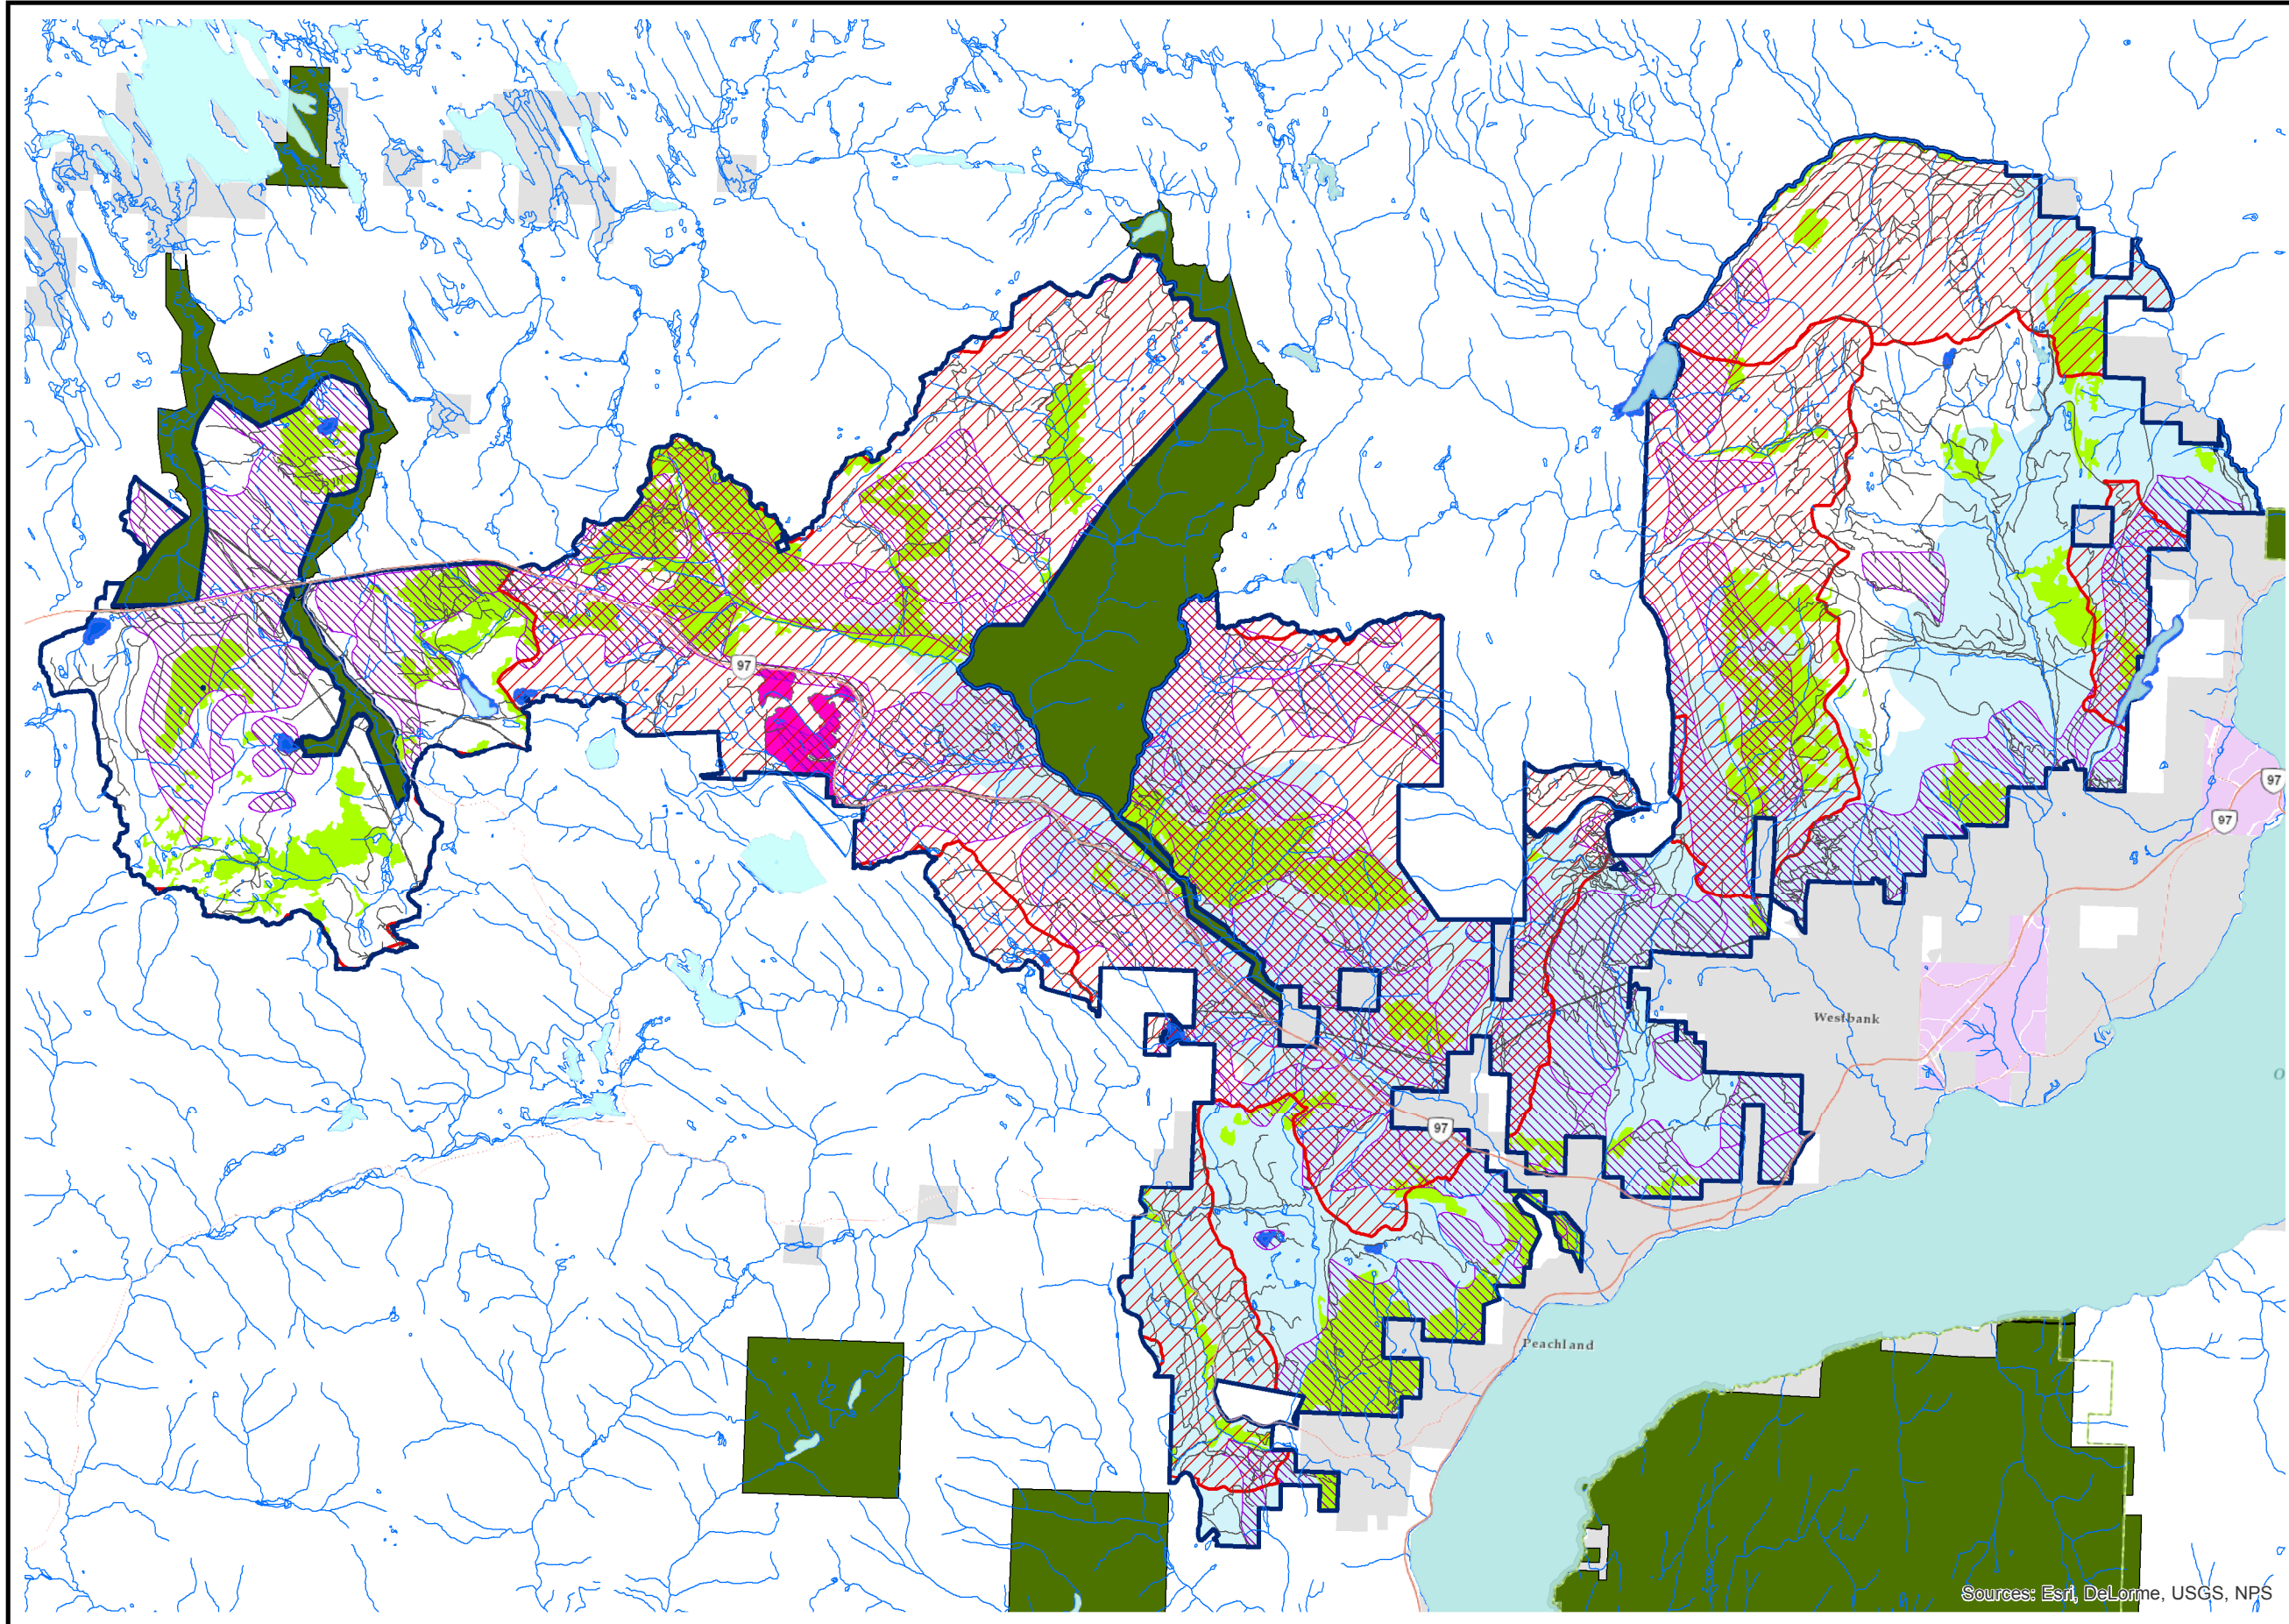 97
97
97
Westbank
O
97
Peachland
Sources: Esri, DeLorme, USGS, NPS